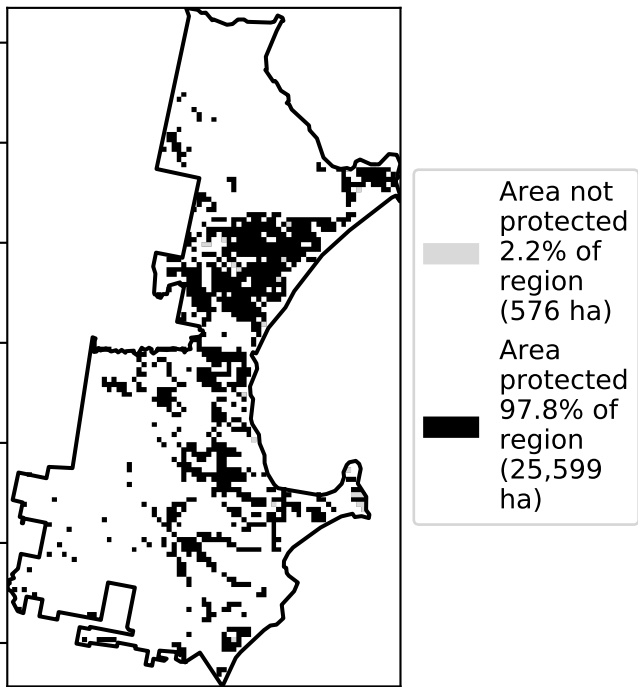 Area not
protected
2.2% of
region
(576 ha)
Area
protected
97.8% of
region
(25,599
ha)